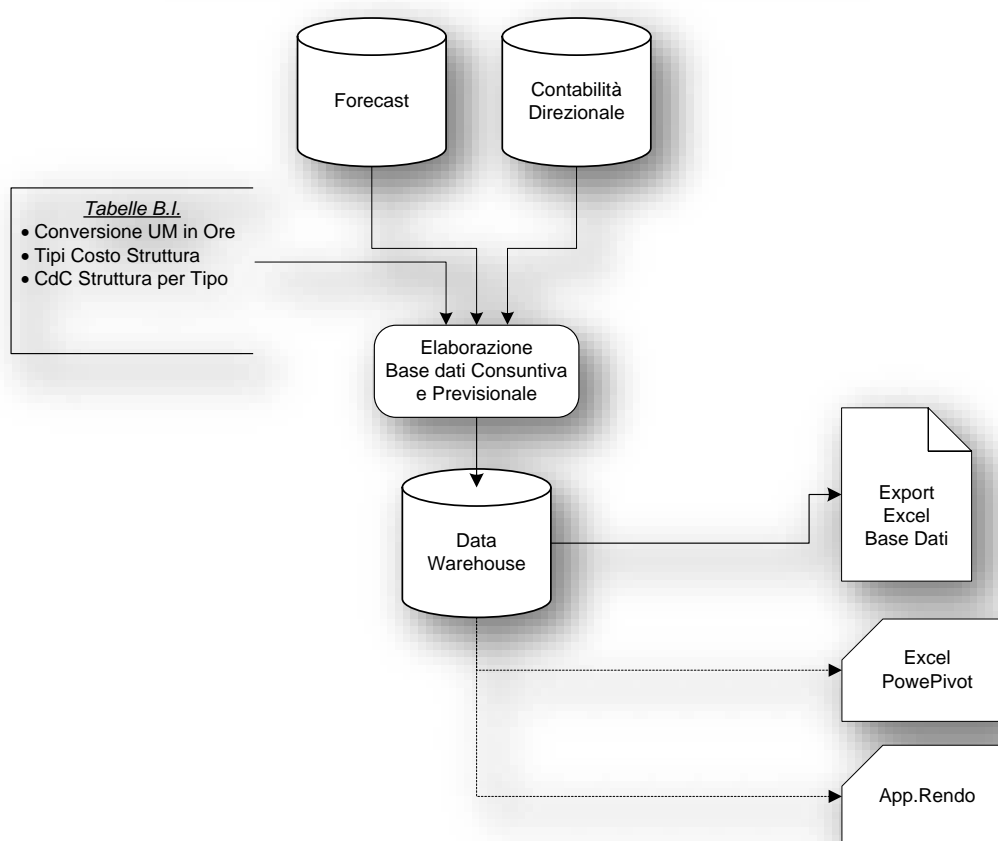 Forecast
Contabilità
Direzionale
Tabelle B.I.
• Conversione UM in Ore
• Tipi Costo Struttura
• CdC Struttura per Tipo
Elaborazione
Base dati Consuntiva
e Previsionale
Data
Warehouse
Export
Excel
Base Dati
Excel
PowePivot
App.Rendo